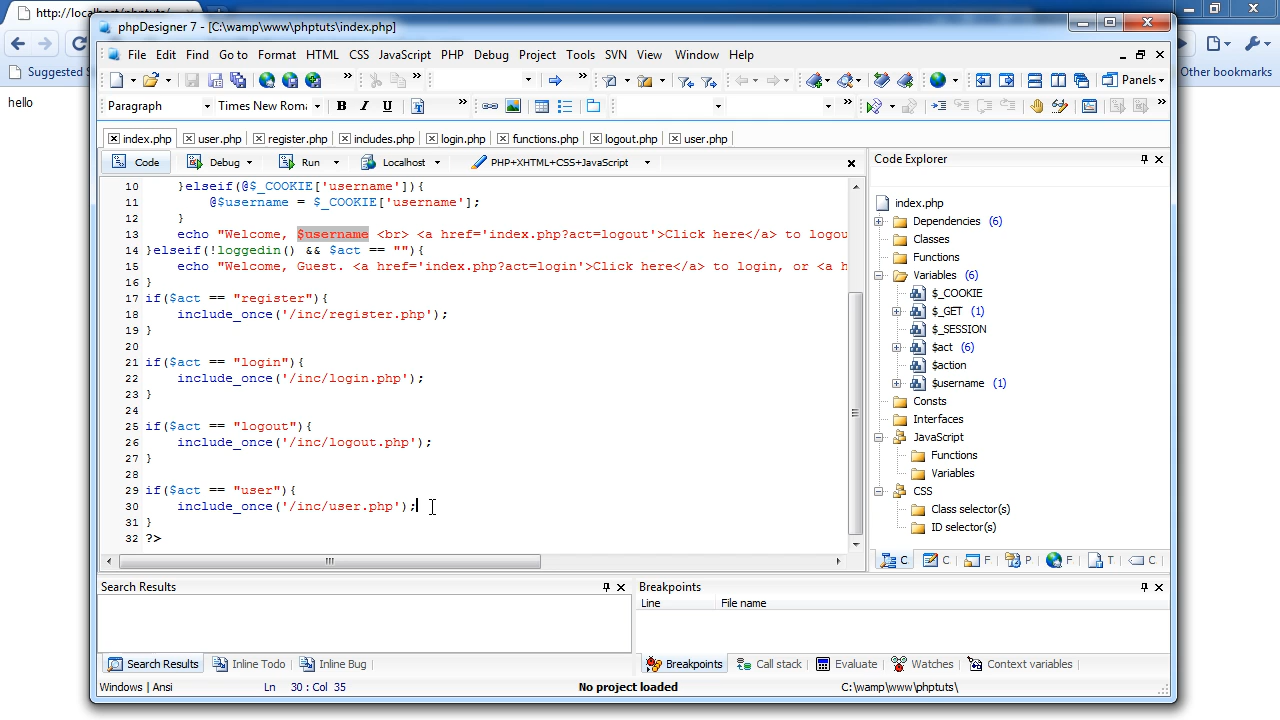 http://localhost/phptuts/
phpDesigner 7 - [C:\wamp\www\phptuts\index.php]
Suggested S
Other bookmarks
hello
File Edit Find Go to Format HTML CSS JavaScript PHP Debug Project Tools SVN View Window Help
Panels
Paragraph Times New Roma B I U
index.php user.php register.php includes.php login.php functions.php logout.php user.php
Code Debug Run Localhost PHP+XHTML+CSS+JavaScript
10 }elseif(@$_COOKIE['username']){
11 @$username = $_COOKIE['username'];
12 }
13 echo "Welcome, $username <br> <a href='index.php?act=logout'>Click here</a> to logou
14 }elseif(!loggedin() && $act == ""){
15 echo "Welcome, Guest. <a href='index.php?act=login'>Click here</a> to login, or <a h
16 }
17 if($act == "register"){
18 include_once('/inc/register.php');
19 }
20
21 if($act == "login"){
22 include_once('/inc/login.php');
23 }
24
25 if($act == "logout"){
26 include_once('/inc/logout.php');
27 }
28
29 if($act == "user"){
30 include_once('/inc/user.php');
31 }
32 ?>
Code Explorer
index.php
Dependency (6)
Classes
Functions
Variables (6)
$_COOKIE
$_GET (1)
$_SESSION
$act (6)
$action
$username (1)
Consts
Interfaces
JavaScript
Functions
Variables
CSS
Class selector(s)
ID selector(s)
C C F P F T C
Search Results
Search Results Inline Todo Inline Bug
Breakpoints
Line File name
Breakpoints Call stack Evaluate Watches Context variables
Windows | Ansi Ln 30 : Col 35 No project loaded C:\wamp\www\phptuts\